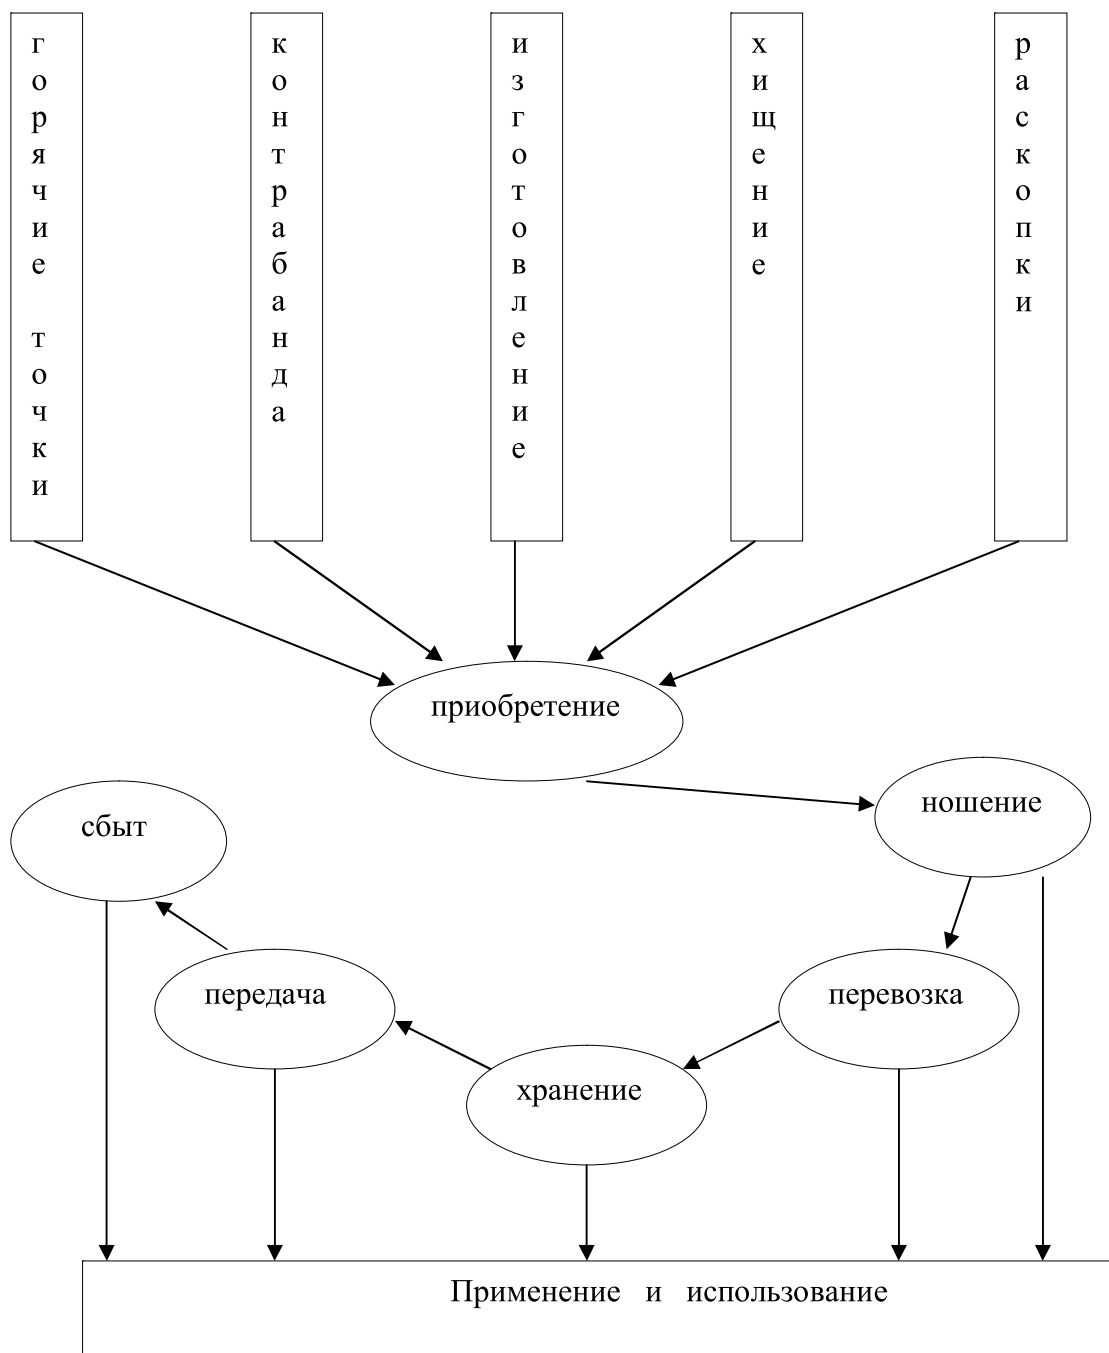 горячие точки
контрабанда
изготовление
хищение
раскопки
приобретение
ношение
сбыт
передача
перевозка
хранение
Применение и использование